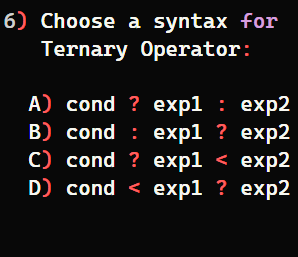 6) Choose a syntax for
Ternary Operator:
A) cond ? exp1 : exp2
B) cond : exp1 ? exp2
C) cond ? exp1 < exp2
D) cond < exp1 ? exp2